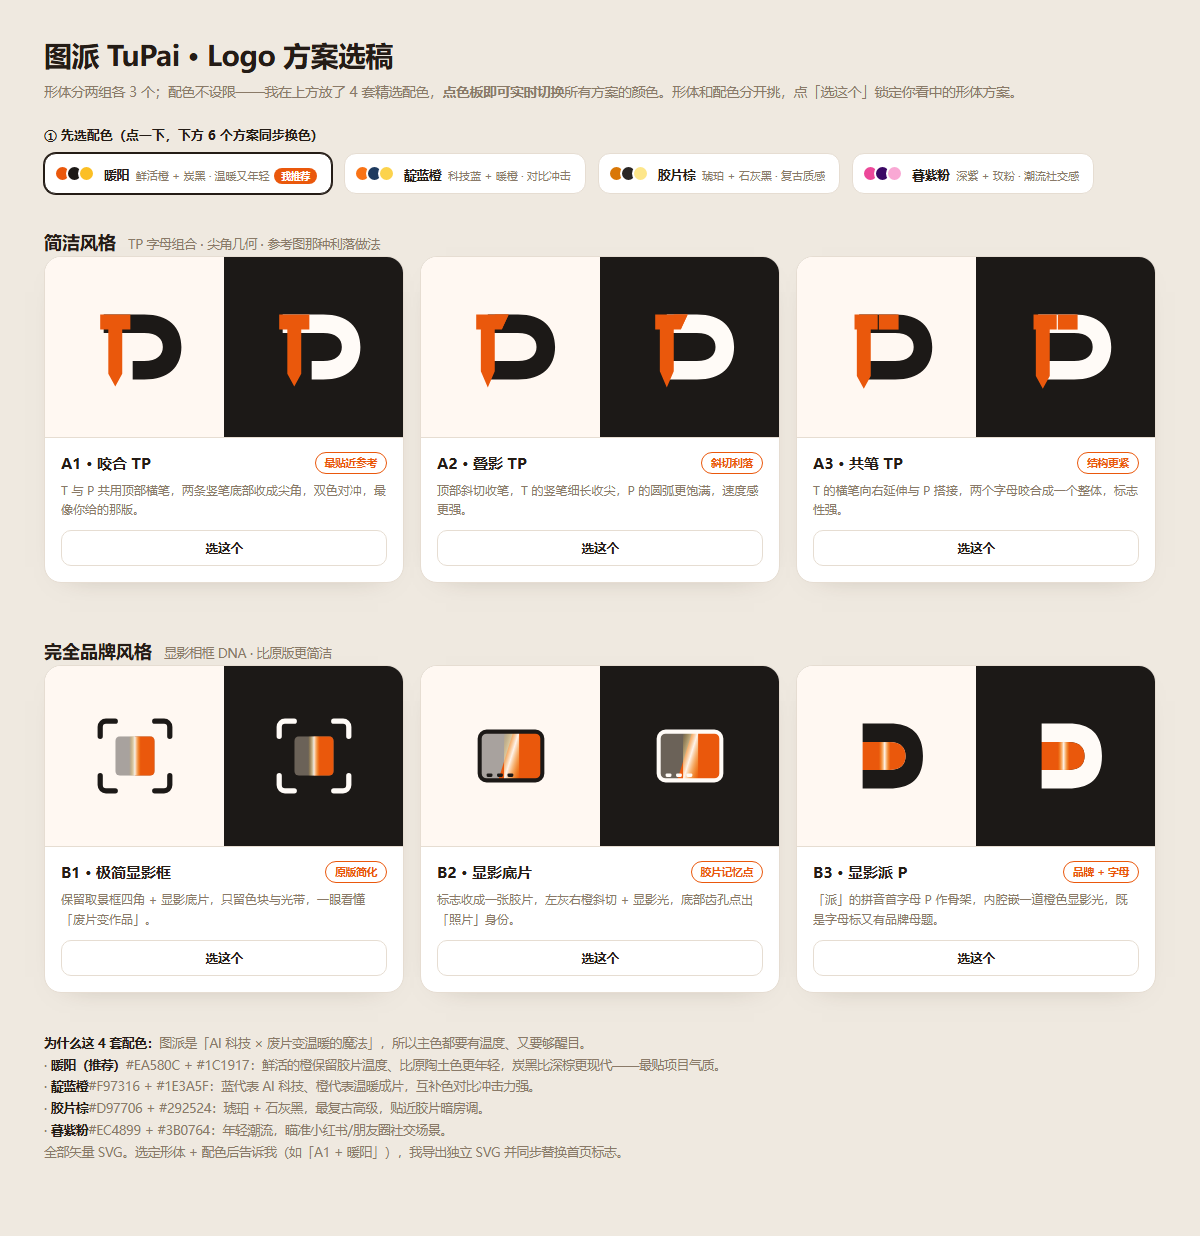 图派 TuPai · Logo 方案选稿
形体分两组各 3 个；配色不设限——我在上方放了 4 套精选配色，点色板即可实时切换所有方案的颜色。形体和配色分开挑，点「选这个」锁定你看中的形体方案。
① 先选配色（点一下，下方 6 个方案同步换色）
暖阳 鲜活橙 + 炭黑 · 温暖又年轻 我推荐
靛蓝橙 科技蓝 + 暖橙 · 对比冲击
胶片棕 琥珀 + 石灰黑 · 复古质感
暮紫粉 深紫 + 玫粉 · 潮流社交感
简洁风格 TP 字母组合 · 尖角几何 · 参考图那种利落做法
A1 · 咬合 TP 最贴近参考
T 与 P 共用顶部横笔，两条竖笔底部收成尖角，双色对冲，最
像你给的那版。
选这个
A2 · 叠影 TP 斜切利落
顶部斜切收笔，T 的竖笔细长收尖，P 的圆弧更饱满，速度感
更强。
选这个
A3 · 共笔 TP 结构更紧
T 的横笔向右延伸与 P 搭接，两个字母咬合成一个整体，标志
性强。
选这个
完全品牌风格 显影相框 DNA · 比原版更简洁
B1 · 极简显影框 原版简化
保留取景框四角 + 显影底片，只留色块与光带，一眼看懂
「废片变作品」。
选这个
B2 · 显影底片 胶片记忆点
标志收成一张胶片，左灰右橙斜切 + 显影光，底部齿孔点出
「照片」身份。
选这个
B3 · 显影派 P 品牌 + 字母
「派」的拼音首字母 P 作骨架，内腔嵌一道橙色显影光，既
是字母标又有品牌母题。
选这个
为什么这 4 套配色：图派是「AI 科技 × 废片变温暖的魔法」，所以主色都要有温度、又要够醒目。
· 暖阳（推荐）#EA580C + #1C1917：鲜活的橙保留胶片温度、比原陶土色更年轻，炭黑比深棕更现代——最贴项目气质。
· 靛蓝橙#F97316 + #1E3A5F：蓝代表 AI 科技、橙代表温暖成片，互补色对比冲击力强。
· 胶片棕#D97706 + #292524：琥珀 + 石灰黑，最复古高级，贴近胶片暗房调。
· 暮紫粉#EC4899 + #3B0764：年轻潮流，瞄准小红书/朋友圈社交场景。
全部矢量 SVG。选定形体 + 配色后告诉我（如「A1 + 暖阳」），我导出独立 SVG 并同步替换首页标志。